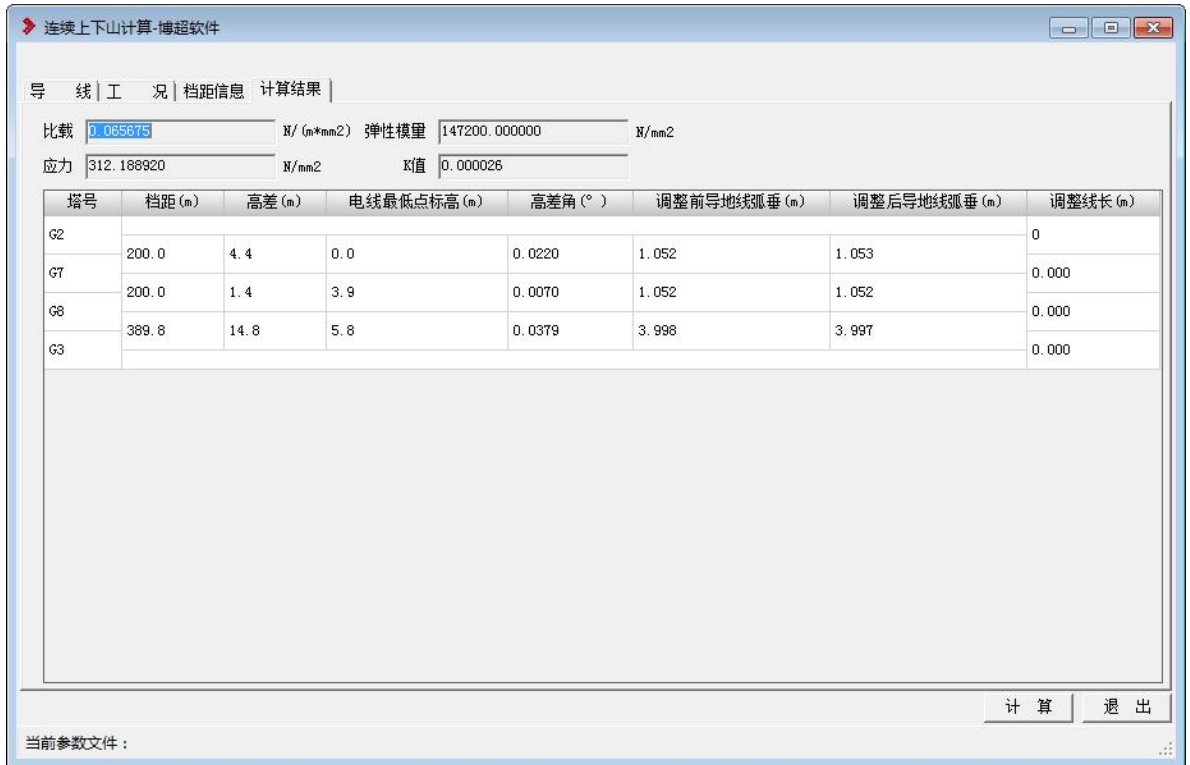 连续上下山计算-博超软件
导 线 工 况 档距信息 计算结果
比载 0.065675 N/(m*mm2) 弹性模量 147200.000000 N/mm2
应力 312.188920 N/mm2 K值 0.000026
塔号 档距(m) 高差(m) 电线最低点标高(m) 高差角(° ) 调整前导地线弧垂(m) 调整后导地线弧垂(m) 调整线长(m)
G2 0
200.0 4.4 0.0 0.0220 1.052 1.053
G7 0.000
200.0 1.4 3.9 0.0070 1.052 1.052
G8 0.000
389.8 14.8 5.8 0.0379 3.998 3.997
G3 0.000
计 算 退 出
当前参数文件：